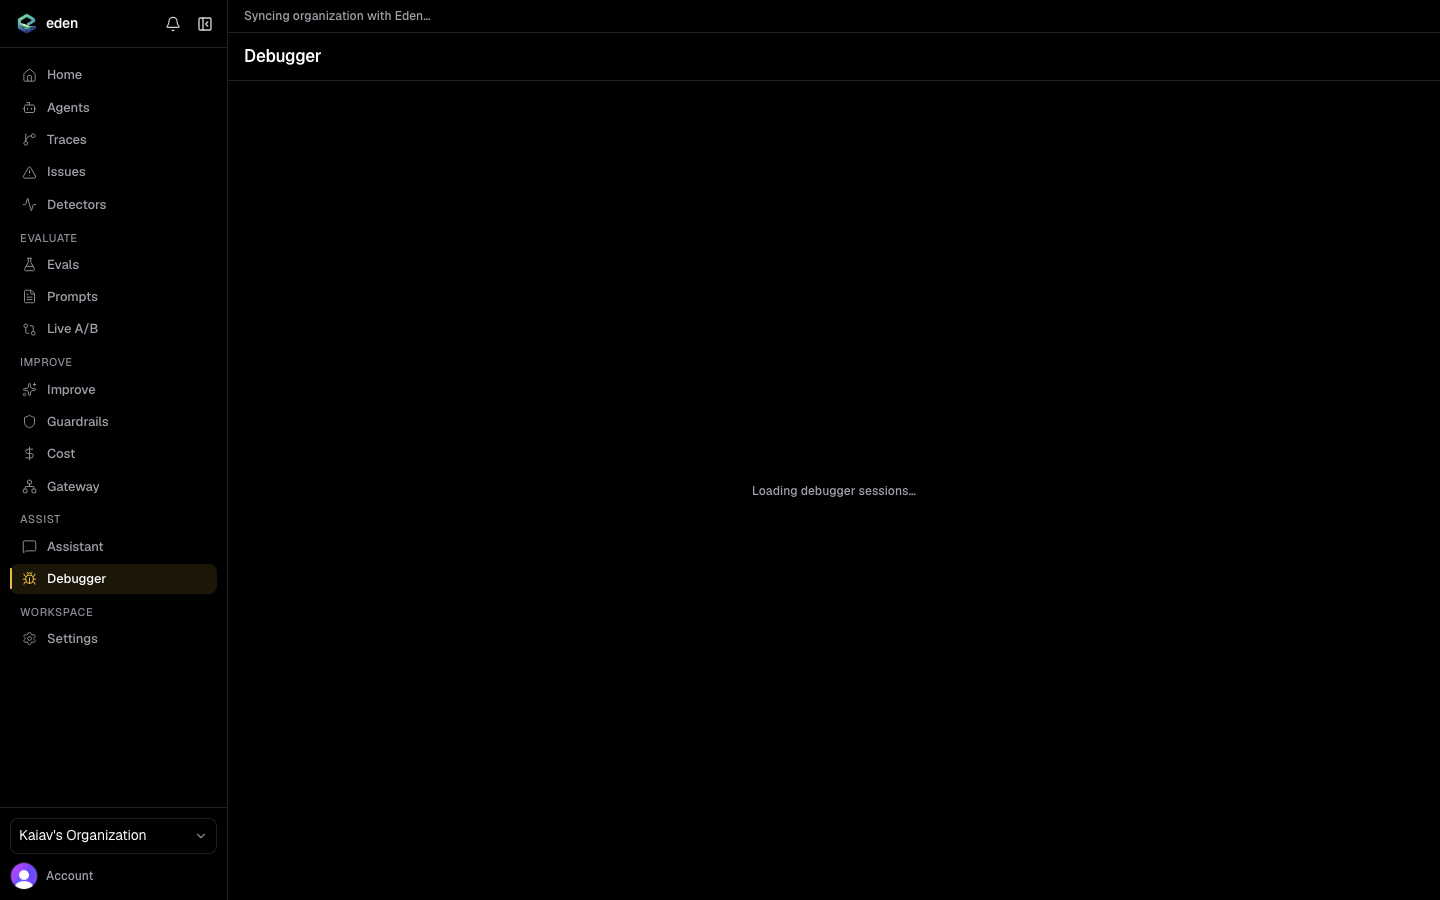 eden
Home
Agents
Traces
Issues
Detectors
EVALUATE
Evals
Prompts
Live A/B
IMPROVE
Improve
Guardrails
Cost
Gateway
ASSIST
Assistant
Debugger
WORKSPACE
Settings
Kaiav's Organization
Account
Syncing organization with Eden…
Debugger
Loading debugger sessions…